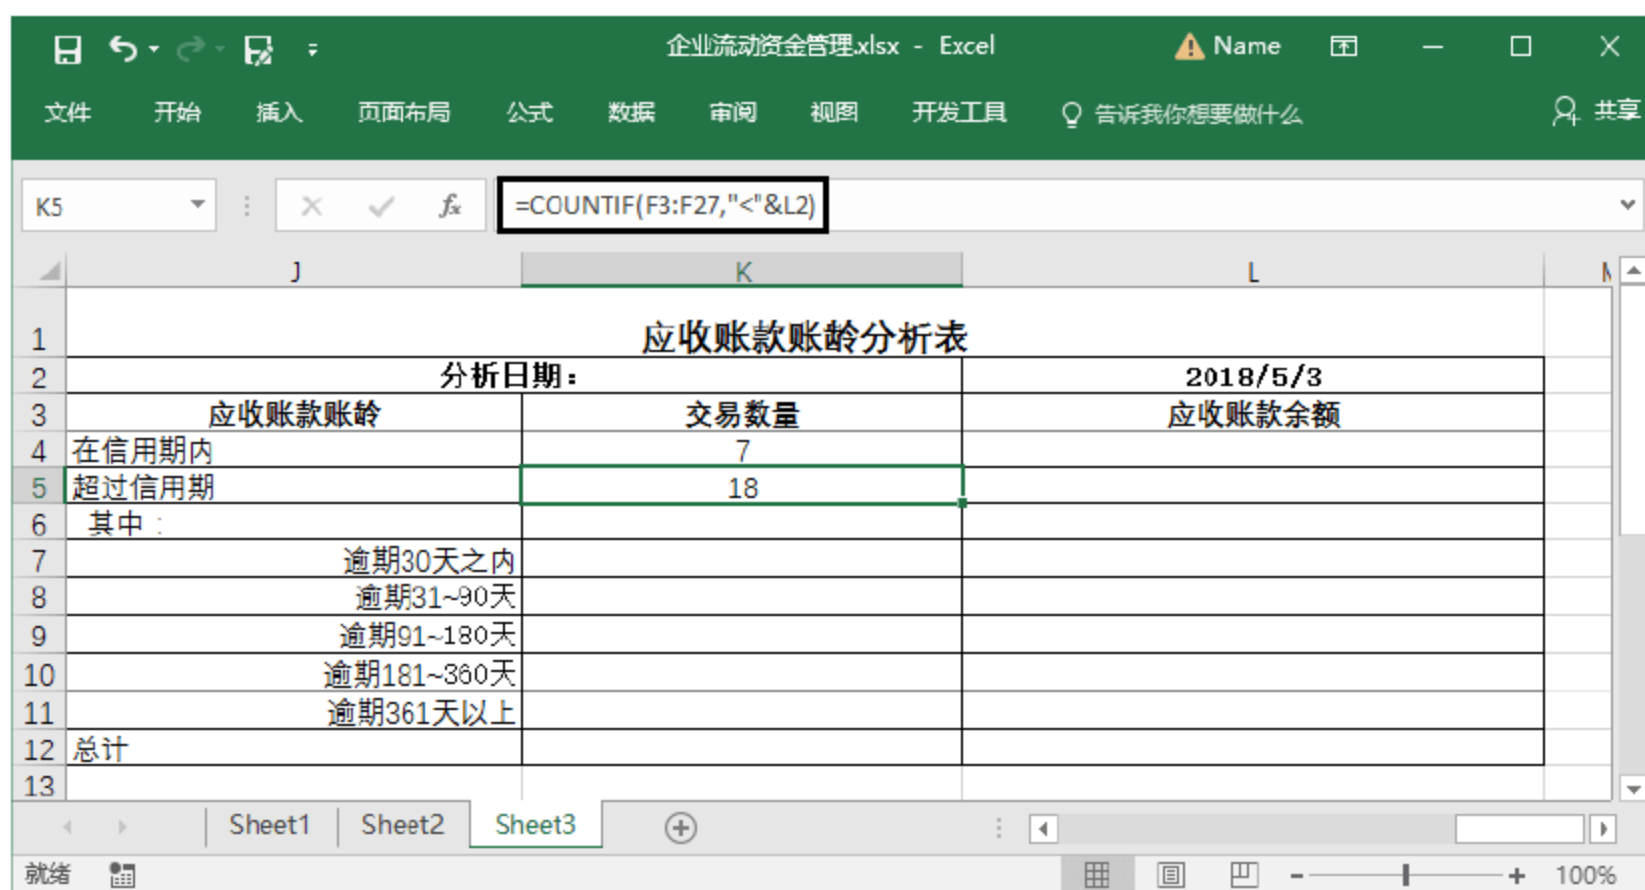 企业流动资金管理.xlsx - Excel
Name
文件 开始 插入 页面布局 公式 数据 审阅 视图 开发工具 告诉我你想要做什么 共享
K5 fx =COUNTIF(F3:F27,"<"&L2)
J K L
1 应收账款账龄分析表
2 分析日期： 2018/5/3
3 应收账款账龄 交易数量 应收账款余额
4 在信用期内 7
5 超过信用期 18
6 其中：
7 逾期30天之内
8 逾期31~90天
9 逾期91~180天
10 逾期181~360天
11 逾期361天以上
12 总计
13
Sheet1 Sheet2 Sheet3
就绪 100%